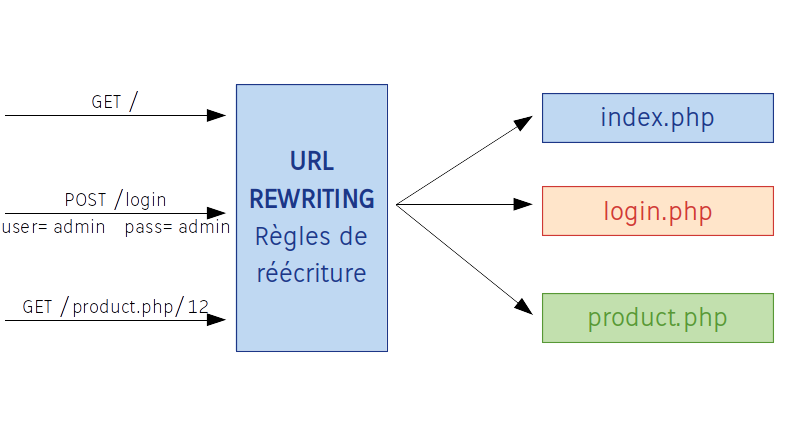 GET /
POST /login
user= admin pass= admin
GET /product.php/12
URL
REWRITING
Règles de
réécriture
index.php
login.php
product.php